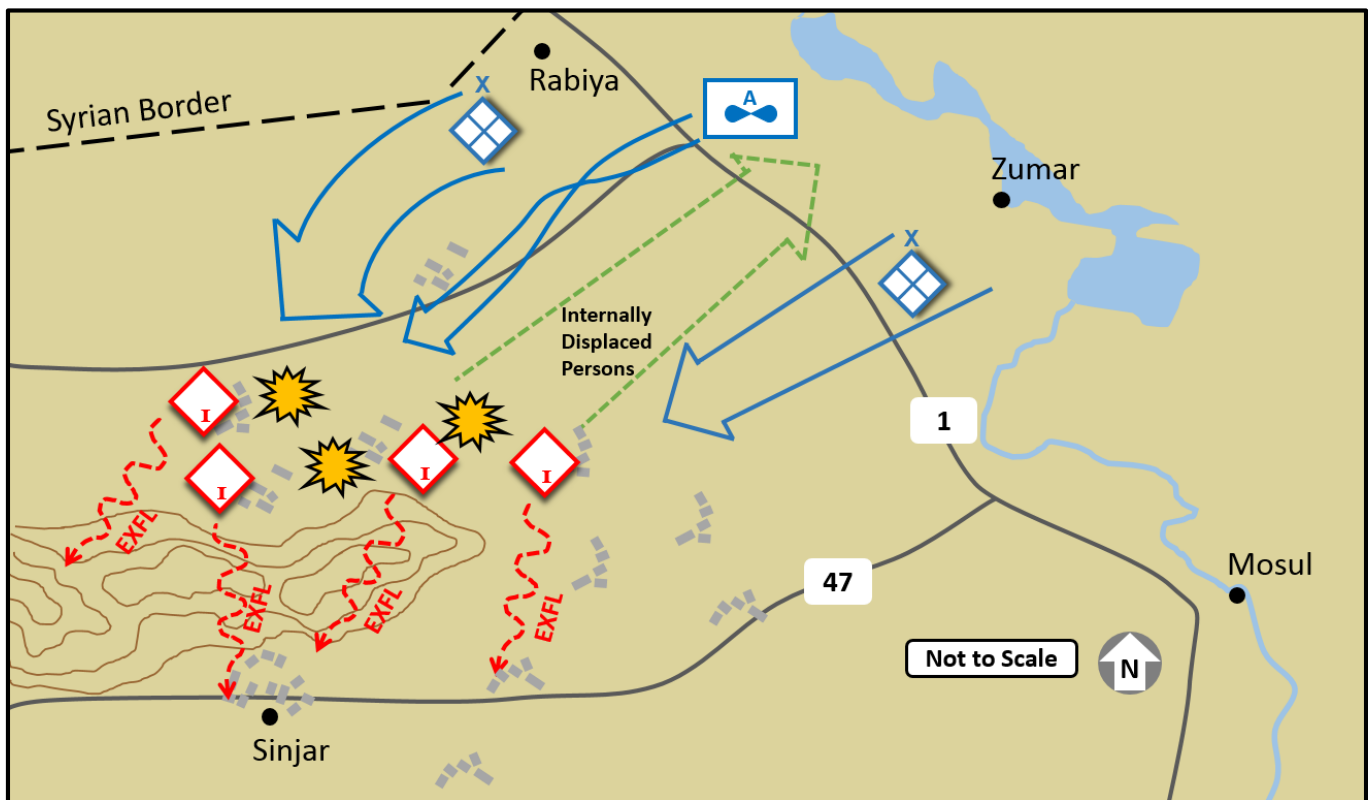 Syrian Border
Rabiya
X
A
Zumar
X
Internally
Displaced
Persons
1
I
I
I
I
EXFL
EXFL
EXFL
EXFL
47
Mosul
Not to Scale
N
Sinjar